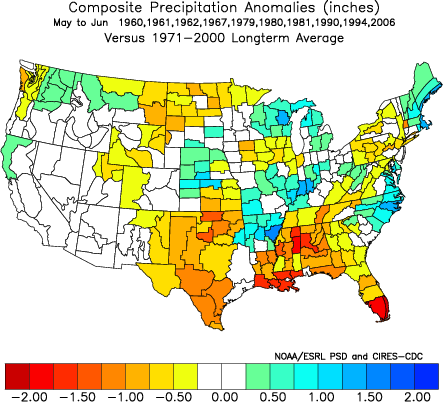 Composite Precipitation Anomalies (inches)
May to Jun 1960,1961,1962,1967,1979,1980,1981,1990,1994,2006
Versus 1971−2000 Longterm Average
NOAA/ESRL PSD and CIRES−CDC
−2.00 −1.50 −1.00 −0.50 0.00 0.50 1.00 1.50 2.00